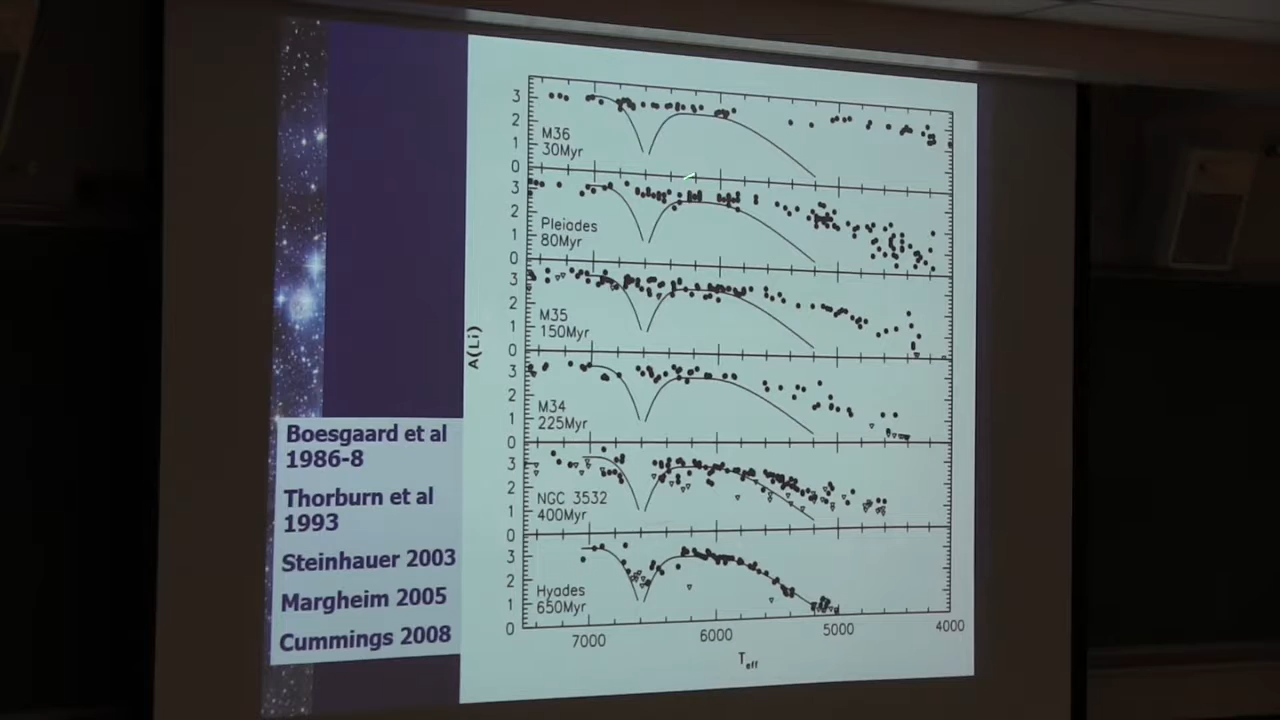 Boesgaard et al
1986-8
Thorburn et al
1993
Steinhauer 2003
Margheim 2005
Cummings 2008
A(Li)
3
2
1
0
M36
30Myr
3
2
1
0
Pleiades
80Myr
3
2
1
0
M35
150Myr
3
2
1
0
M34
225Myr
3
2
1
0
NGC 3532
400Myr
3
2
1
0
Hyades
650Myr
7000 6000 5000 4000
Teff